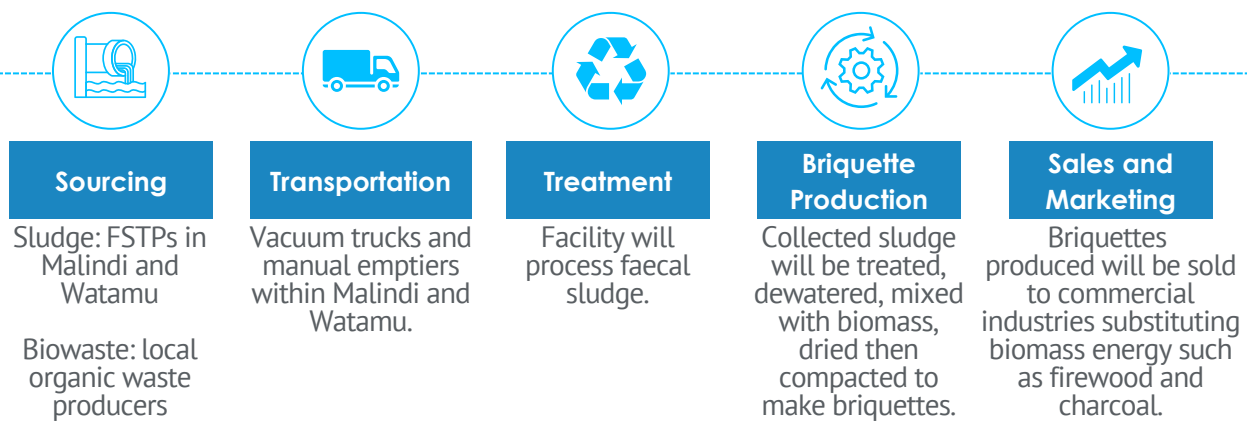 Sourcing
Sludge: FSTPs in
Malindi and
Watamu
Biowaste: local
organic waste
producers
Transportation
Vacuum trucks and
manual emptiers
within Malindi and
Watamu.
Treatment
Facility will
process faecal
sludge.
Briquette
Production
Collected sludge
will be treated,
dewatered, mixed
with biomass,
dried then
compacted to
make briquettes.
Sales and
Marketing
Briquettes
produced will be sold
to commercial
industries substituting
biomass energy such
as firewood and
charcoal.